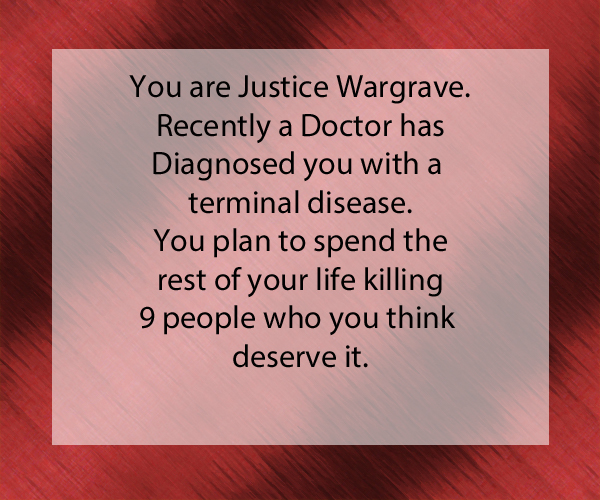 You are Justice Wargrave.
Recently a Doctor has
Diagnosed you with a
terminal disease.
You plan to spend the
rest of your life killing
9 people who you think
deserve it.